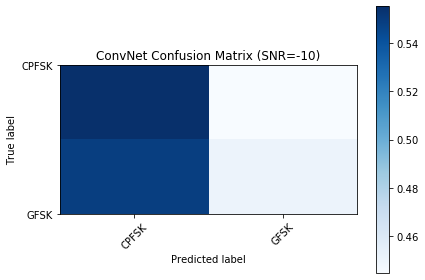 ConvNet Confusion Matrix (SNR=-10)
CPFSK
GFSK
True label
CPFSK
GFSK
Predicted label
0.54
0.52
0.50
0.48
0.46